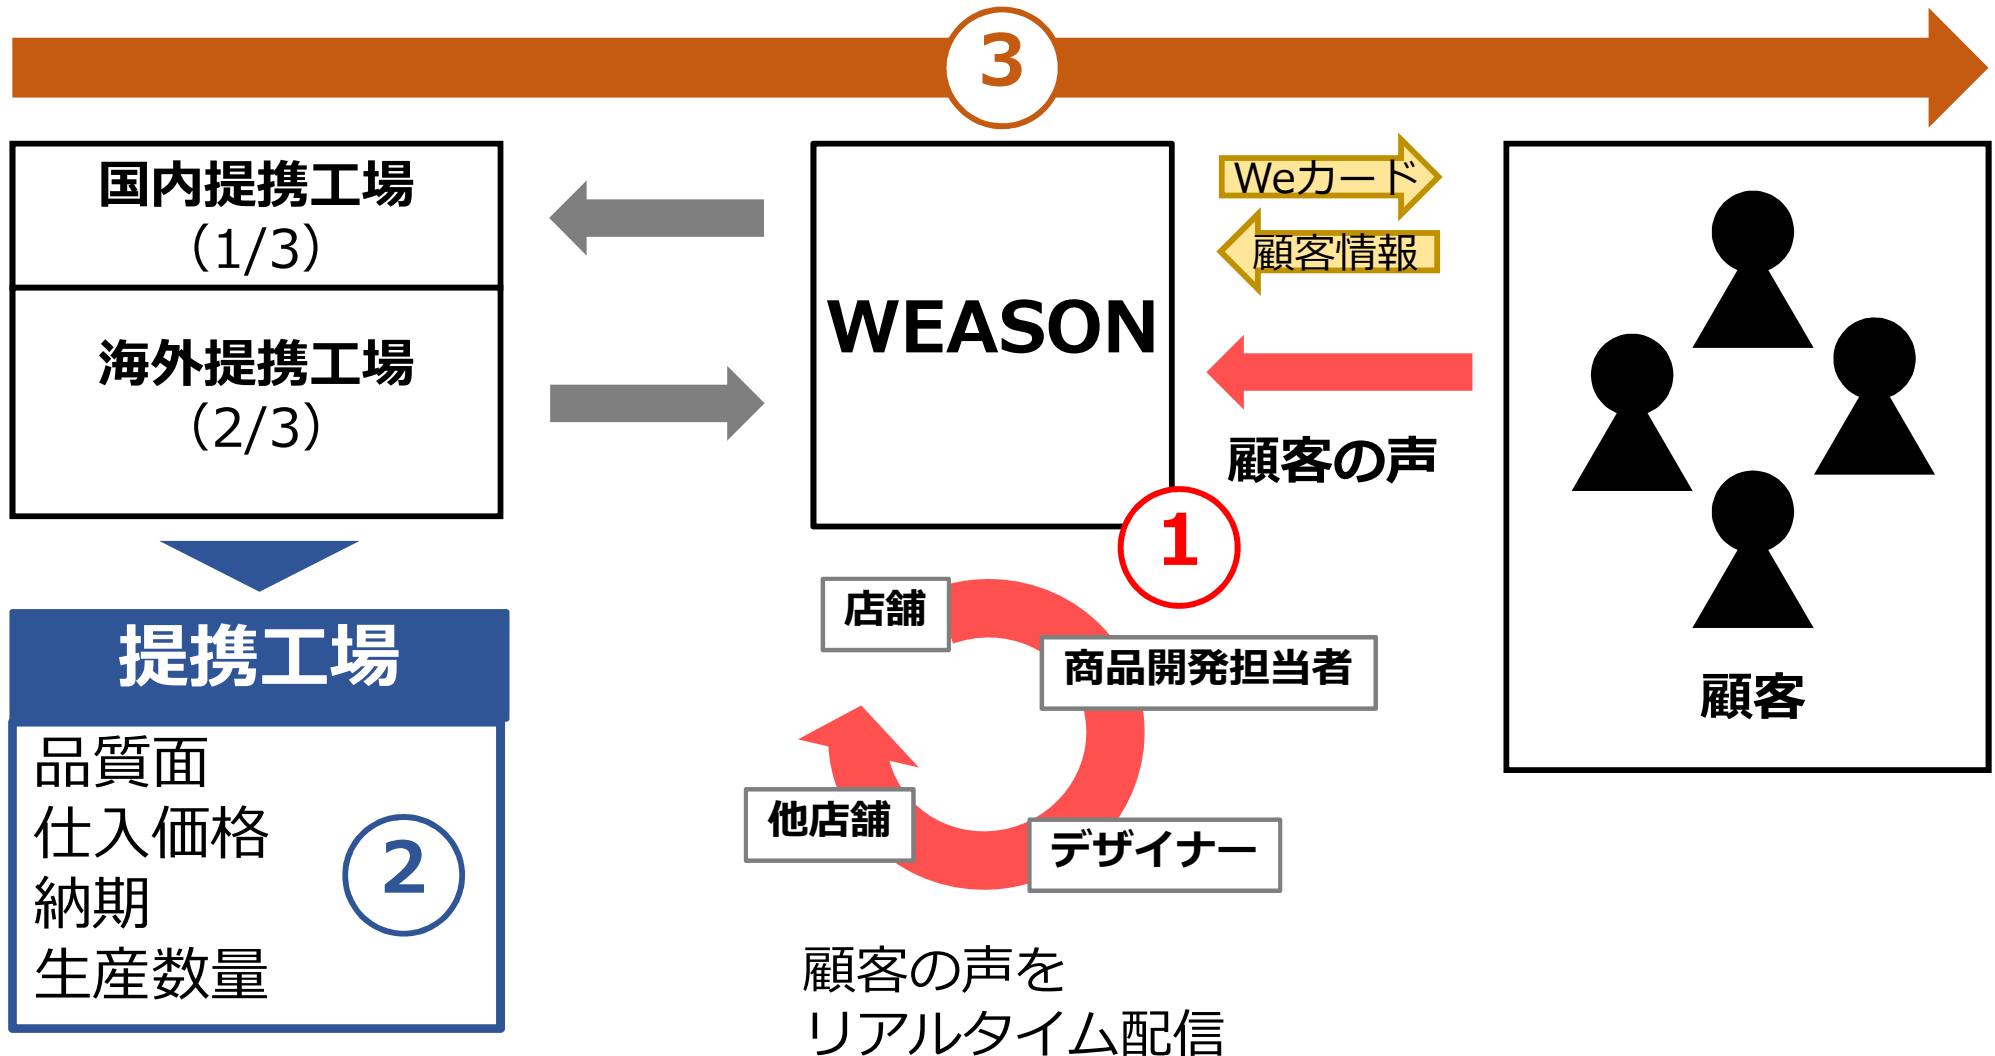 3
国内提携工場
（1/3）
海外提携工場
（2/3）
提携工場
品質面
仕入価格
納期
生産数量
2
WEASON
1
Weカード
顧客情報
顧客の声
顧客
店舗
商品開発担当者
デザイナー
他店舗
顧客の声を
リアルタイム配信